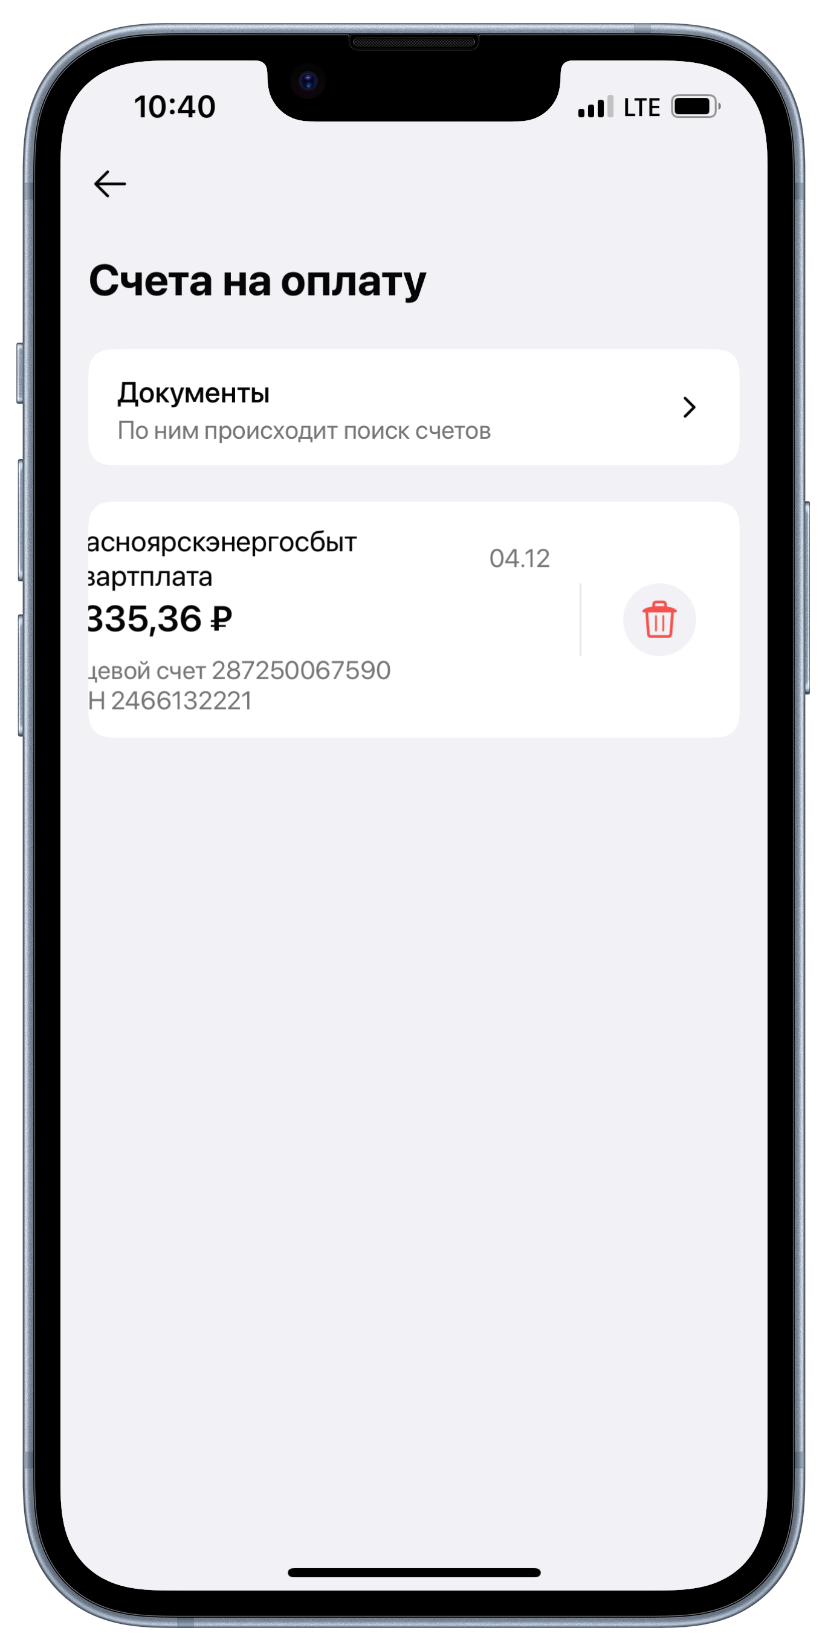 10:40
LTE
Счета на оплату
Документы
По ним происходит поиск счетов
асноярскэнергосбыт
04.12
вартплата
335,36 ₽
цевой счет 287250067590
Н 2466132221